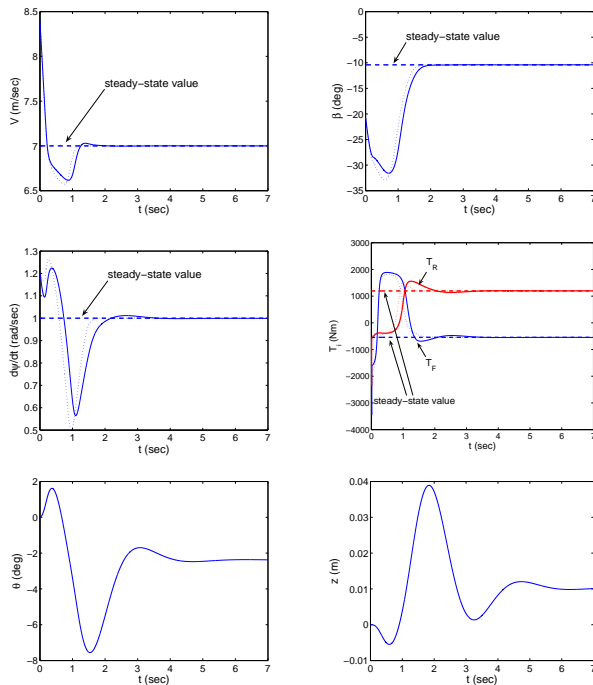 8.5
8
7.5
7
6.5
V (m/sec)
steady−state value
0 1 2 3 4 5 6 7
t (sec)
0
−5
−10
−15
−20
−25
−30
−35
β (deg)
steady−state value
0 1 2 3 4 5 6 7
t (sec)
1.3
1.2
1.1
1
0.9
0.8
0.7
0.6
0.5
dψ/dt (rad/sec)
steady−state value
0 1 2 3 4 5 6 7
t (sec)
3000
2000
1000
0
−1000
−2000
−3000
−4000
T_i (Nm)
T_R
T_F
steady−state value
0 1 2 3 4 5 6 7
t (sec)
2
0
−2
−4
−6
−8
θ (deg)
0 1 2 3 4 5 6 7
t (sec)
0.04
0.03
0.02
0.01
0
−0.01
z (m)
0 1 2 3 4 5 6 7
t (sec)